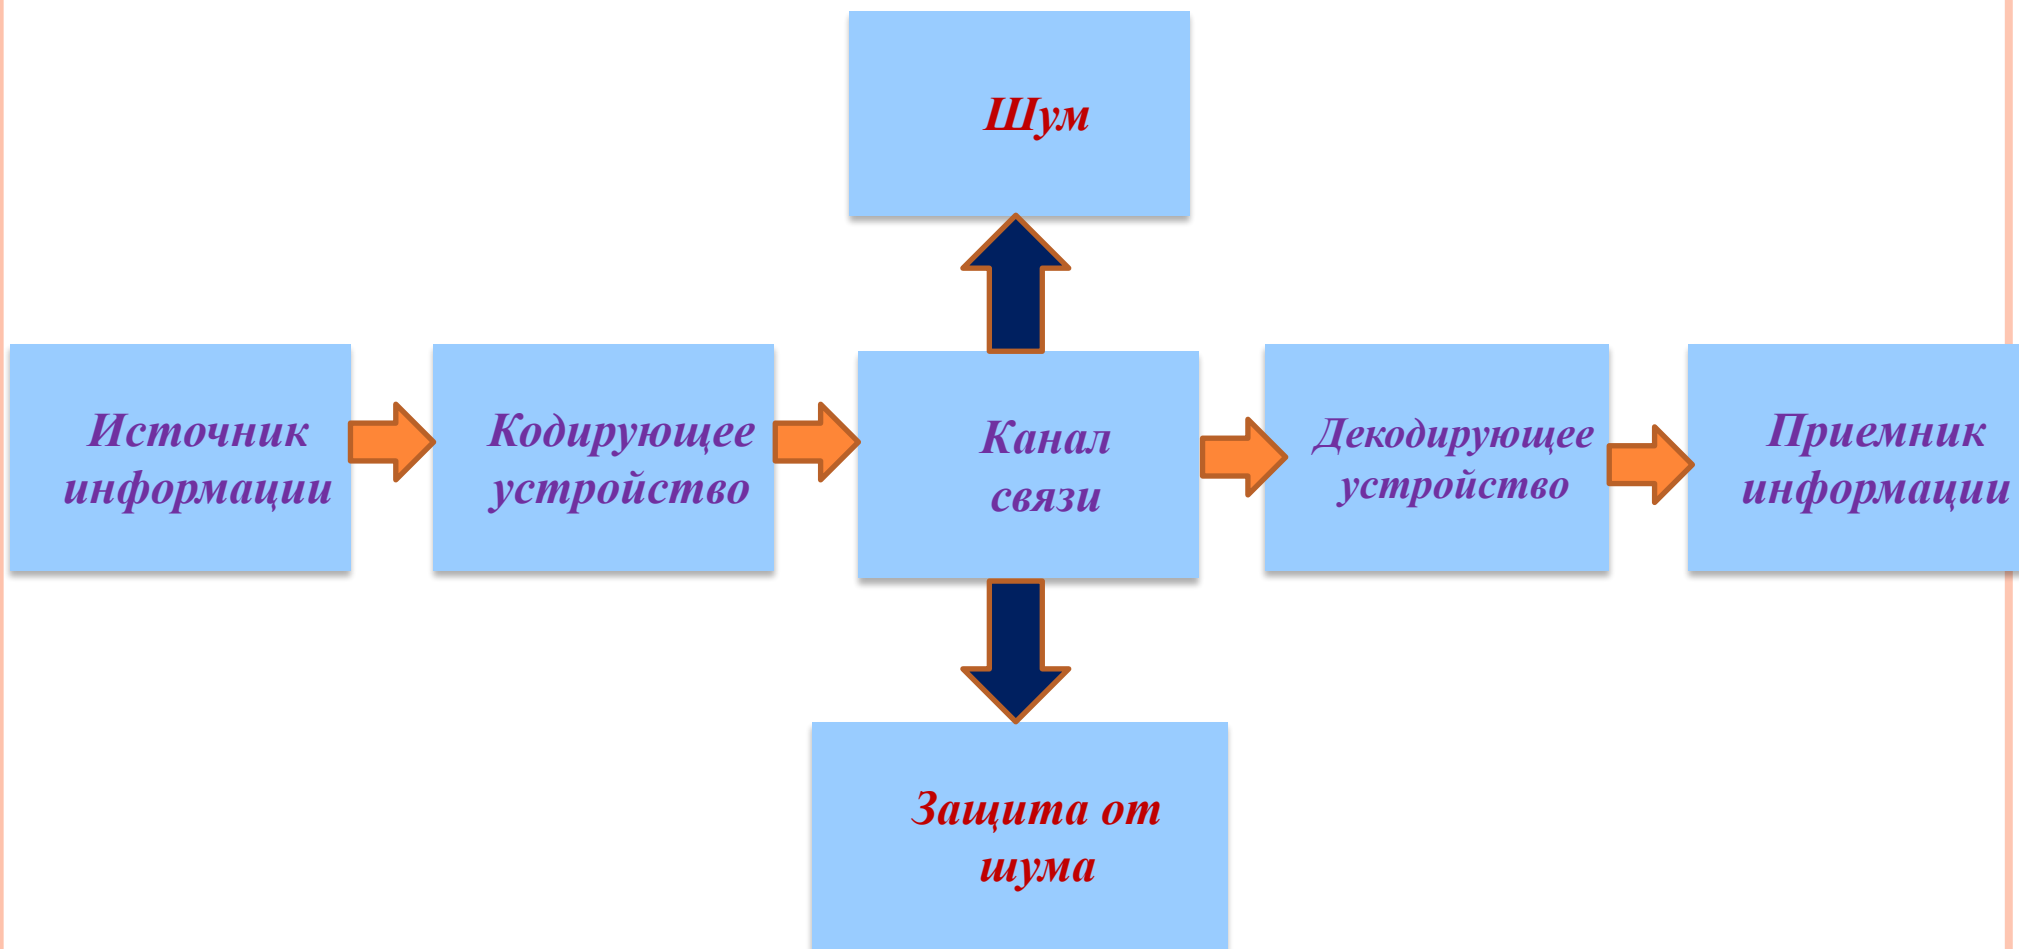 Шум
Источник
информации
Кодирующее
устройство
Канал
связи
Декодирующее
устройство
Приемник
информации
Защита от
шума